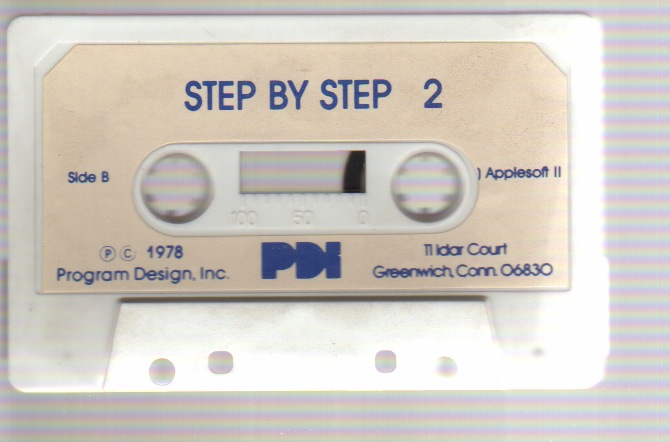 STEP BY STEP 2
Side B
Applesoft II
100 50 0
Ⓟ Ⓒ 1978
Program Design, Inc.
PDI
11 Idar Court
Greenwich, Conn. 06830